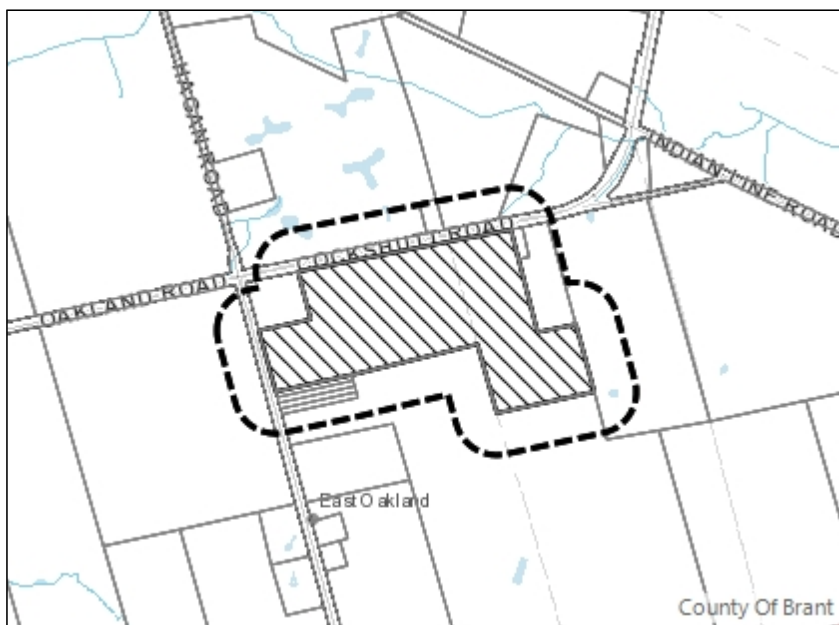 HAGAN ROAD
INDIAN LINE ROAD
COCKSHUTT ROAD
OAKLAND ROAD
East Oakland
County Of Brant